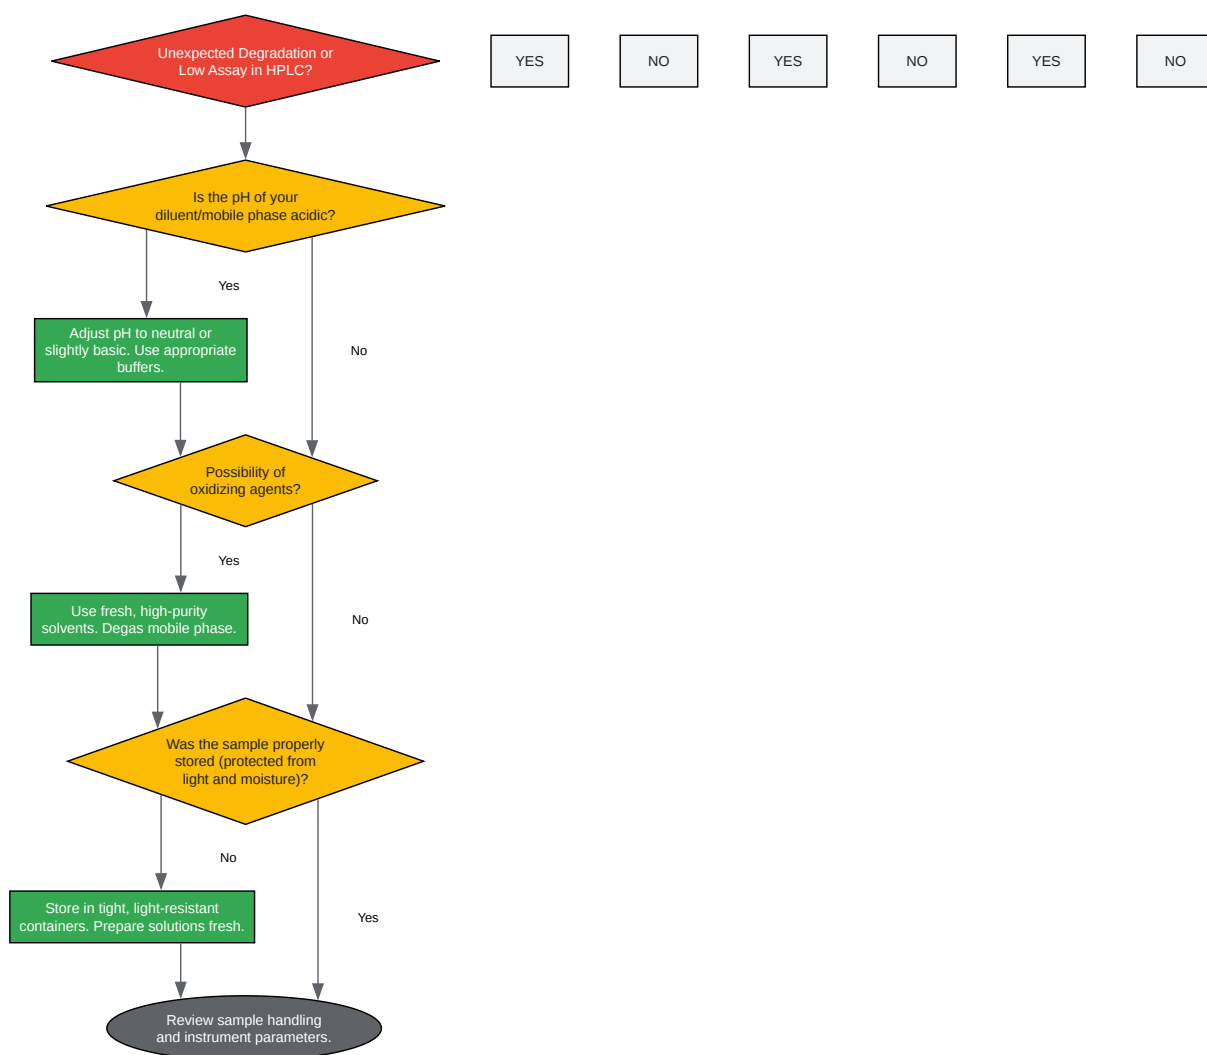 Unexpected Degradation or
Low Assay in HPLC?
YES
NO
YES
NO
YES
NO
Is the pH of your
diluent/mobile phase acidic?
Yes
Adjust pH to neutral or
slightly basic. Use appropriate
buffers.
No
Possibility of
oxidizing agents?
Yes
Use fresh, high-purity
solvents. Degas mobile phase.
No
Was the sample properly
stored (protected from
light and moisture)?
No
Store in tight, light-resistant
containers. Prepare solutions fresh.
Yes
Review sample handling
and instrument parameters.